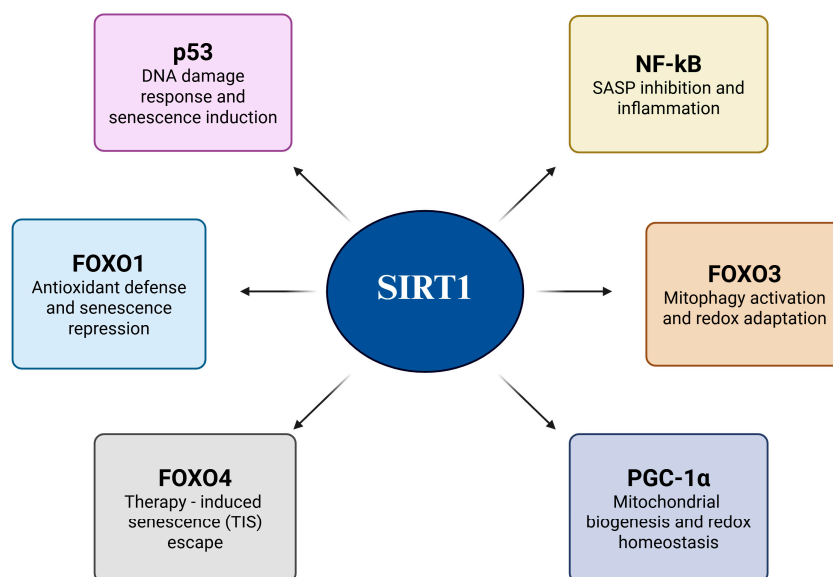 p53
DNA damage
response and
senescence induction
NF-kB
SASP inhibition and
inflammation
FOXO1
Antioxidant defense
and senescence
repression
SIRT1
FOXO3
Mitophagy activation
and redox adaptation
FOXO4
Therapy - induced
senescence (TIS)
escape
PGC-1α
Mitochondrial
biogenesis and redox
homeostasis